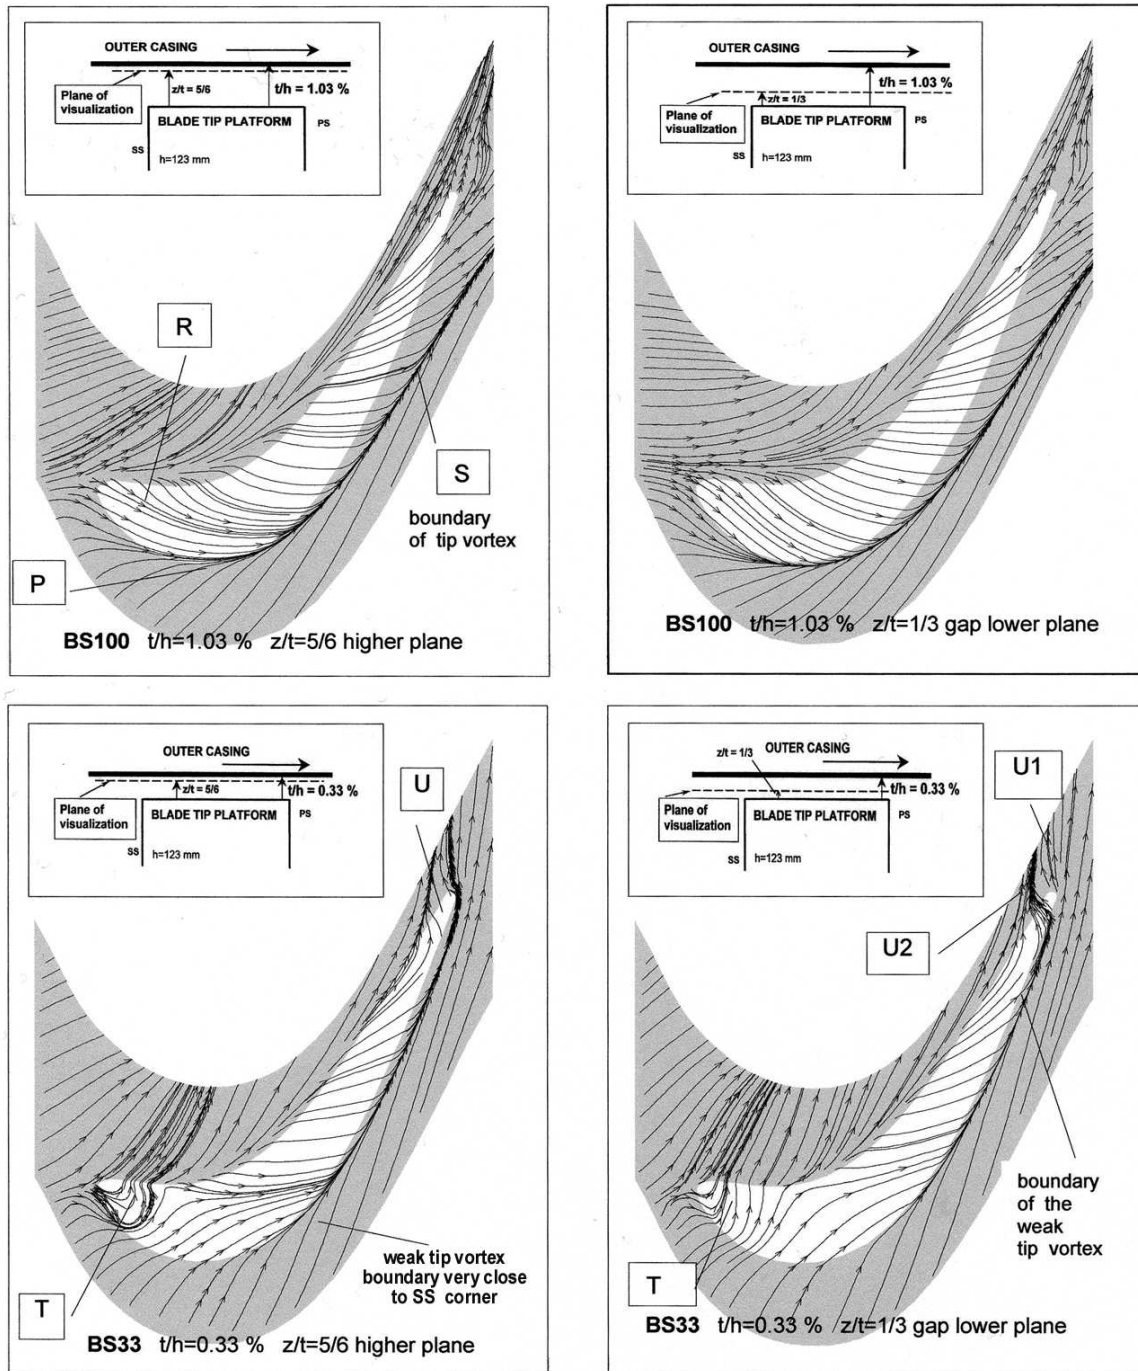 OUTER CASING
z/t = 5/6
t/h = 1.03 %
Plane of
visualization
BLADE TIP PLATFORM
PS
SS
h=123 mm
R
S
boundary
of tip vortex
P
BS100 t/h=1.03 % z/t=5/6 higher plane
OUTER CASING
t/h = 1.03 %
Plane of
visualization
z/t = 1/3
BLADE TIP PLATFORM
PS
SS
h=123 mm
BS100 t/h=1.03 % z/t=1/3 gap lower plane
OUTER CASING
z/t = 5/6
t/h = 0.33 %
Plane of
visualization
BLADE TIP PLATFORM
PS
SS
h=123 mm
U
weak tip vortex
boundary very close
to SS corner
T
BS33 t/h=0.33 % z/t=5/6 higher plane
z/t = 1/3
OUTER CASING
t/h = 0.33 %
Plane of
visualization
BLADE TIP PLATFORM
PS
SS
h=123 mm
U1
U2
boundary
of the
weak
tip vortex
T
BS33 t/h=0.33 % z/t=1/3 gap lower plane